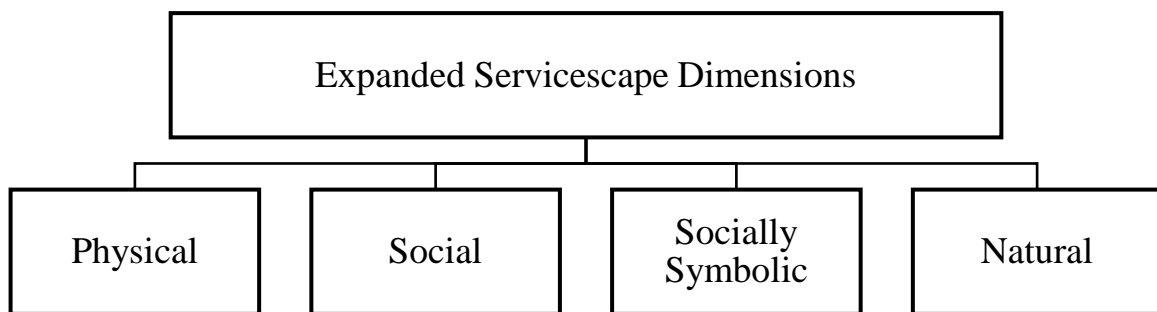 Expanded Servicescape Dimensions
Physical
Social
Socially
Symbolic
Natural